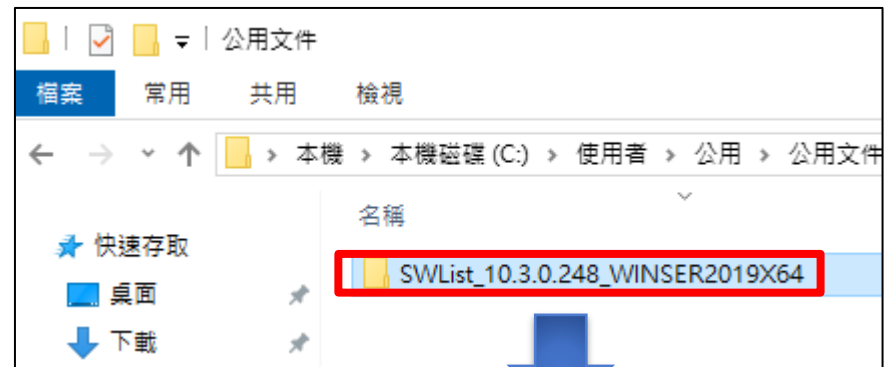 公用文件
檔案 常用 共用 檢視
本機 > 本機磁碟 (C:) > 使用者 > 公用 > 公用文件
名稱
快速存取
SWList_10.3.0.248_WINSER2019X64
桌面
下載